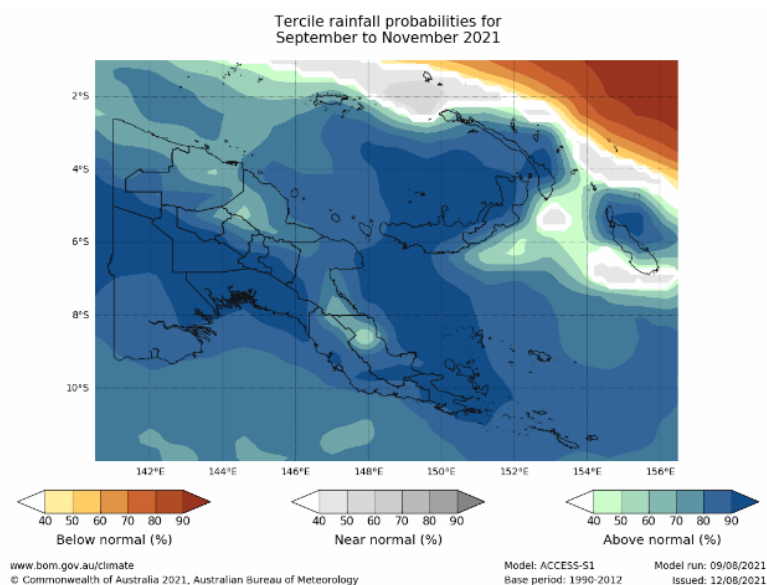 Tercile rainfall probabilities for
September to November 2021
2°S
4°S
6°S
8°S
10°S
142°E 144°E 146°E 148°E 150°E 152°E 154°E 156°E
40 50 60 70 80 90
Below normal (%)
40 50 60 70 80 90
Near normal (%)
40 50 60 70 80 90
Above normal (%)
www.bom.gov.au/climate
© Commonwealth of Australia 2021, Australian Bureau of Meteorology
Model: ACCESS-S1
Base period: 1990-2012
Model run: 09/08/2021
Issued: 12/08/2021